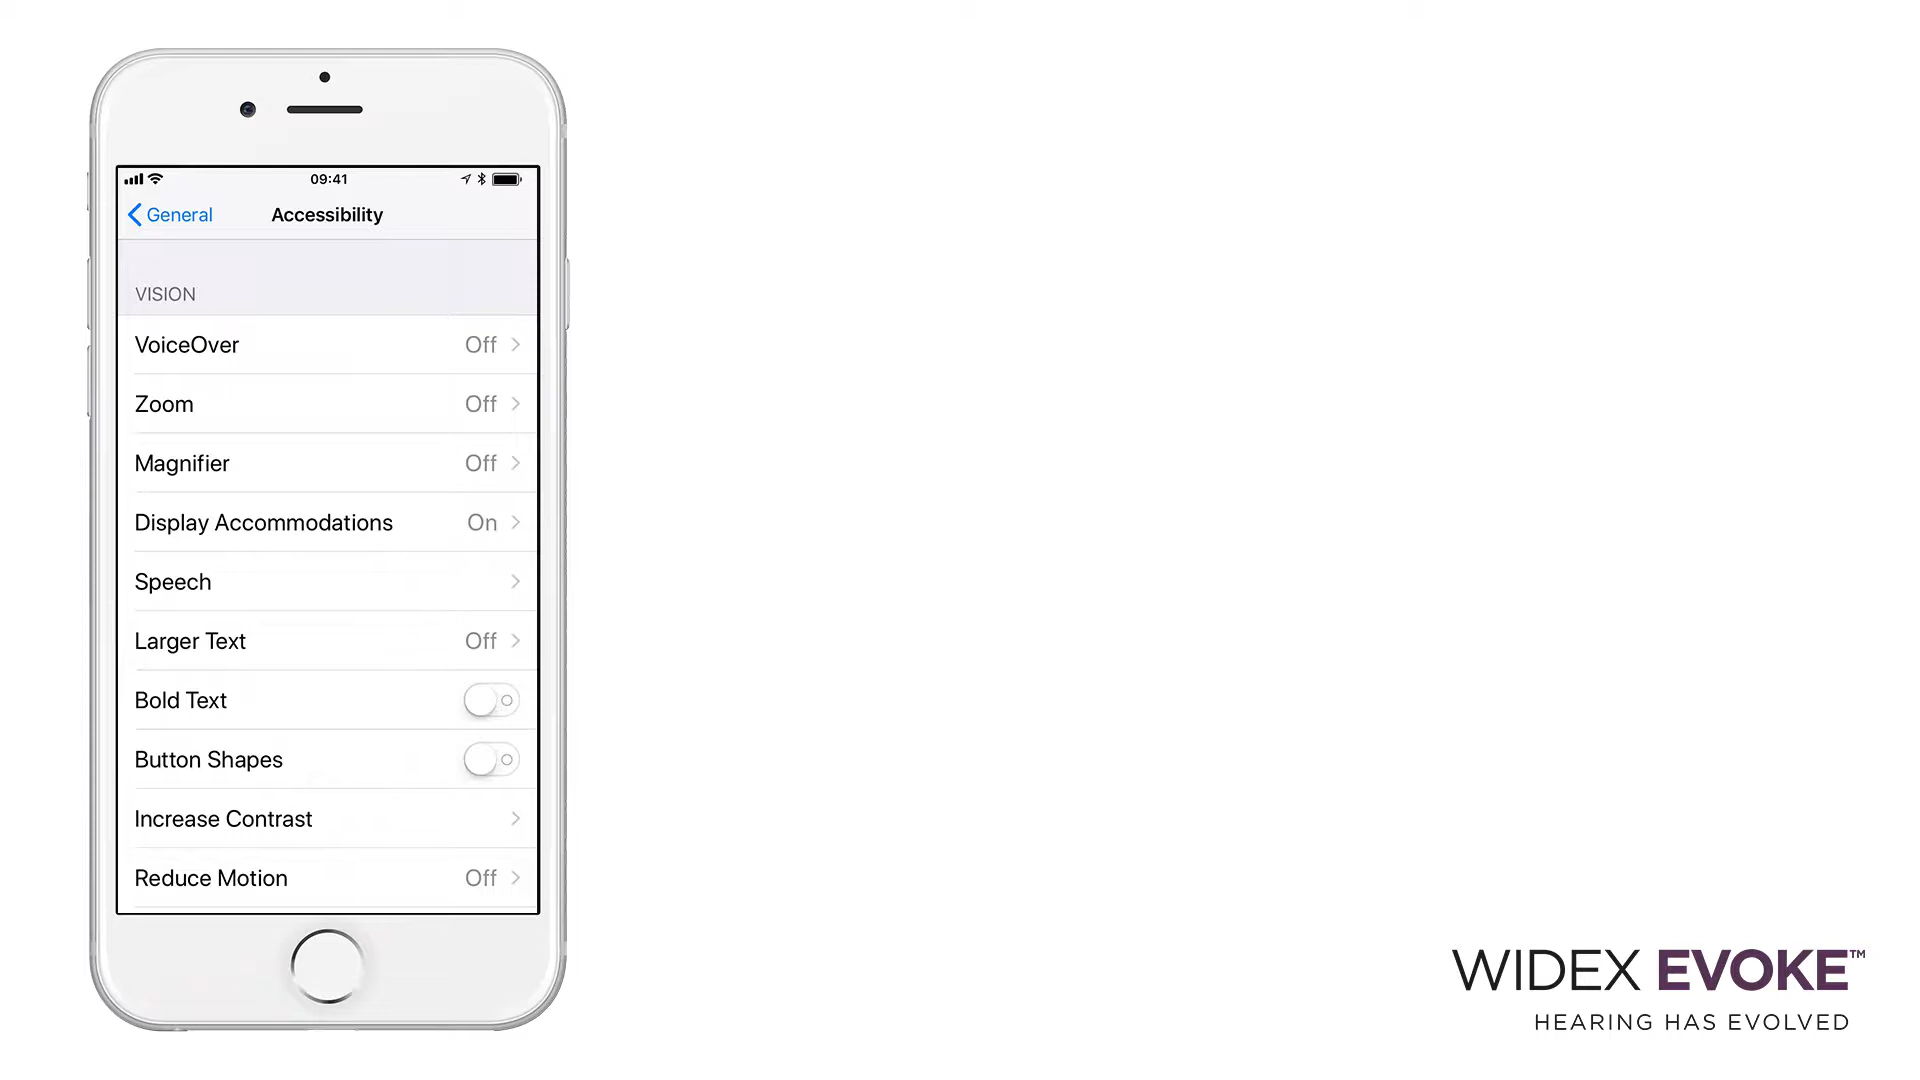 09:41
General Accessibility
VISION
VoiceOver Off
Zoom Off
Magnifier Off
Display Accommodations On
Speech
Larger Text Off
Bold Text
Button Shapes
Increase Contrast
Reduce Motion Off
WIDEX EVOKE™
HEARING HAS EVOLVED